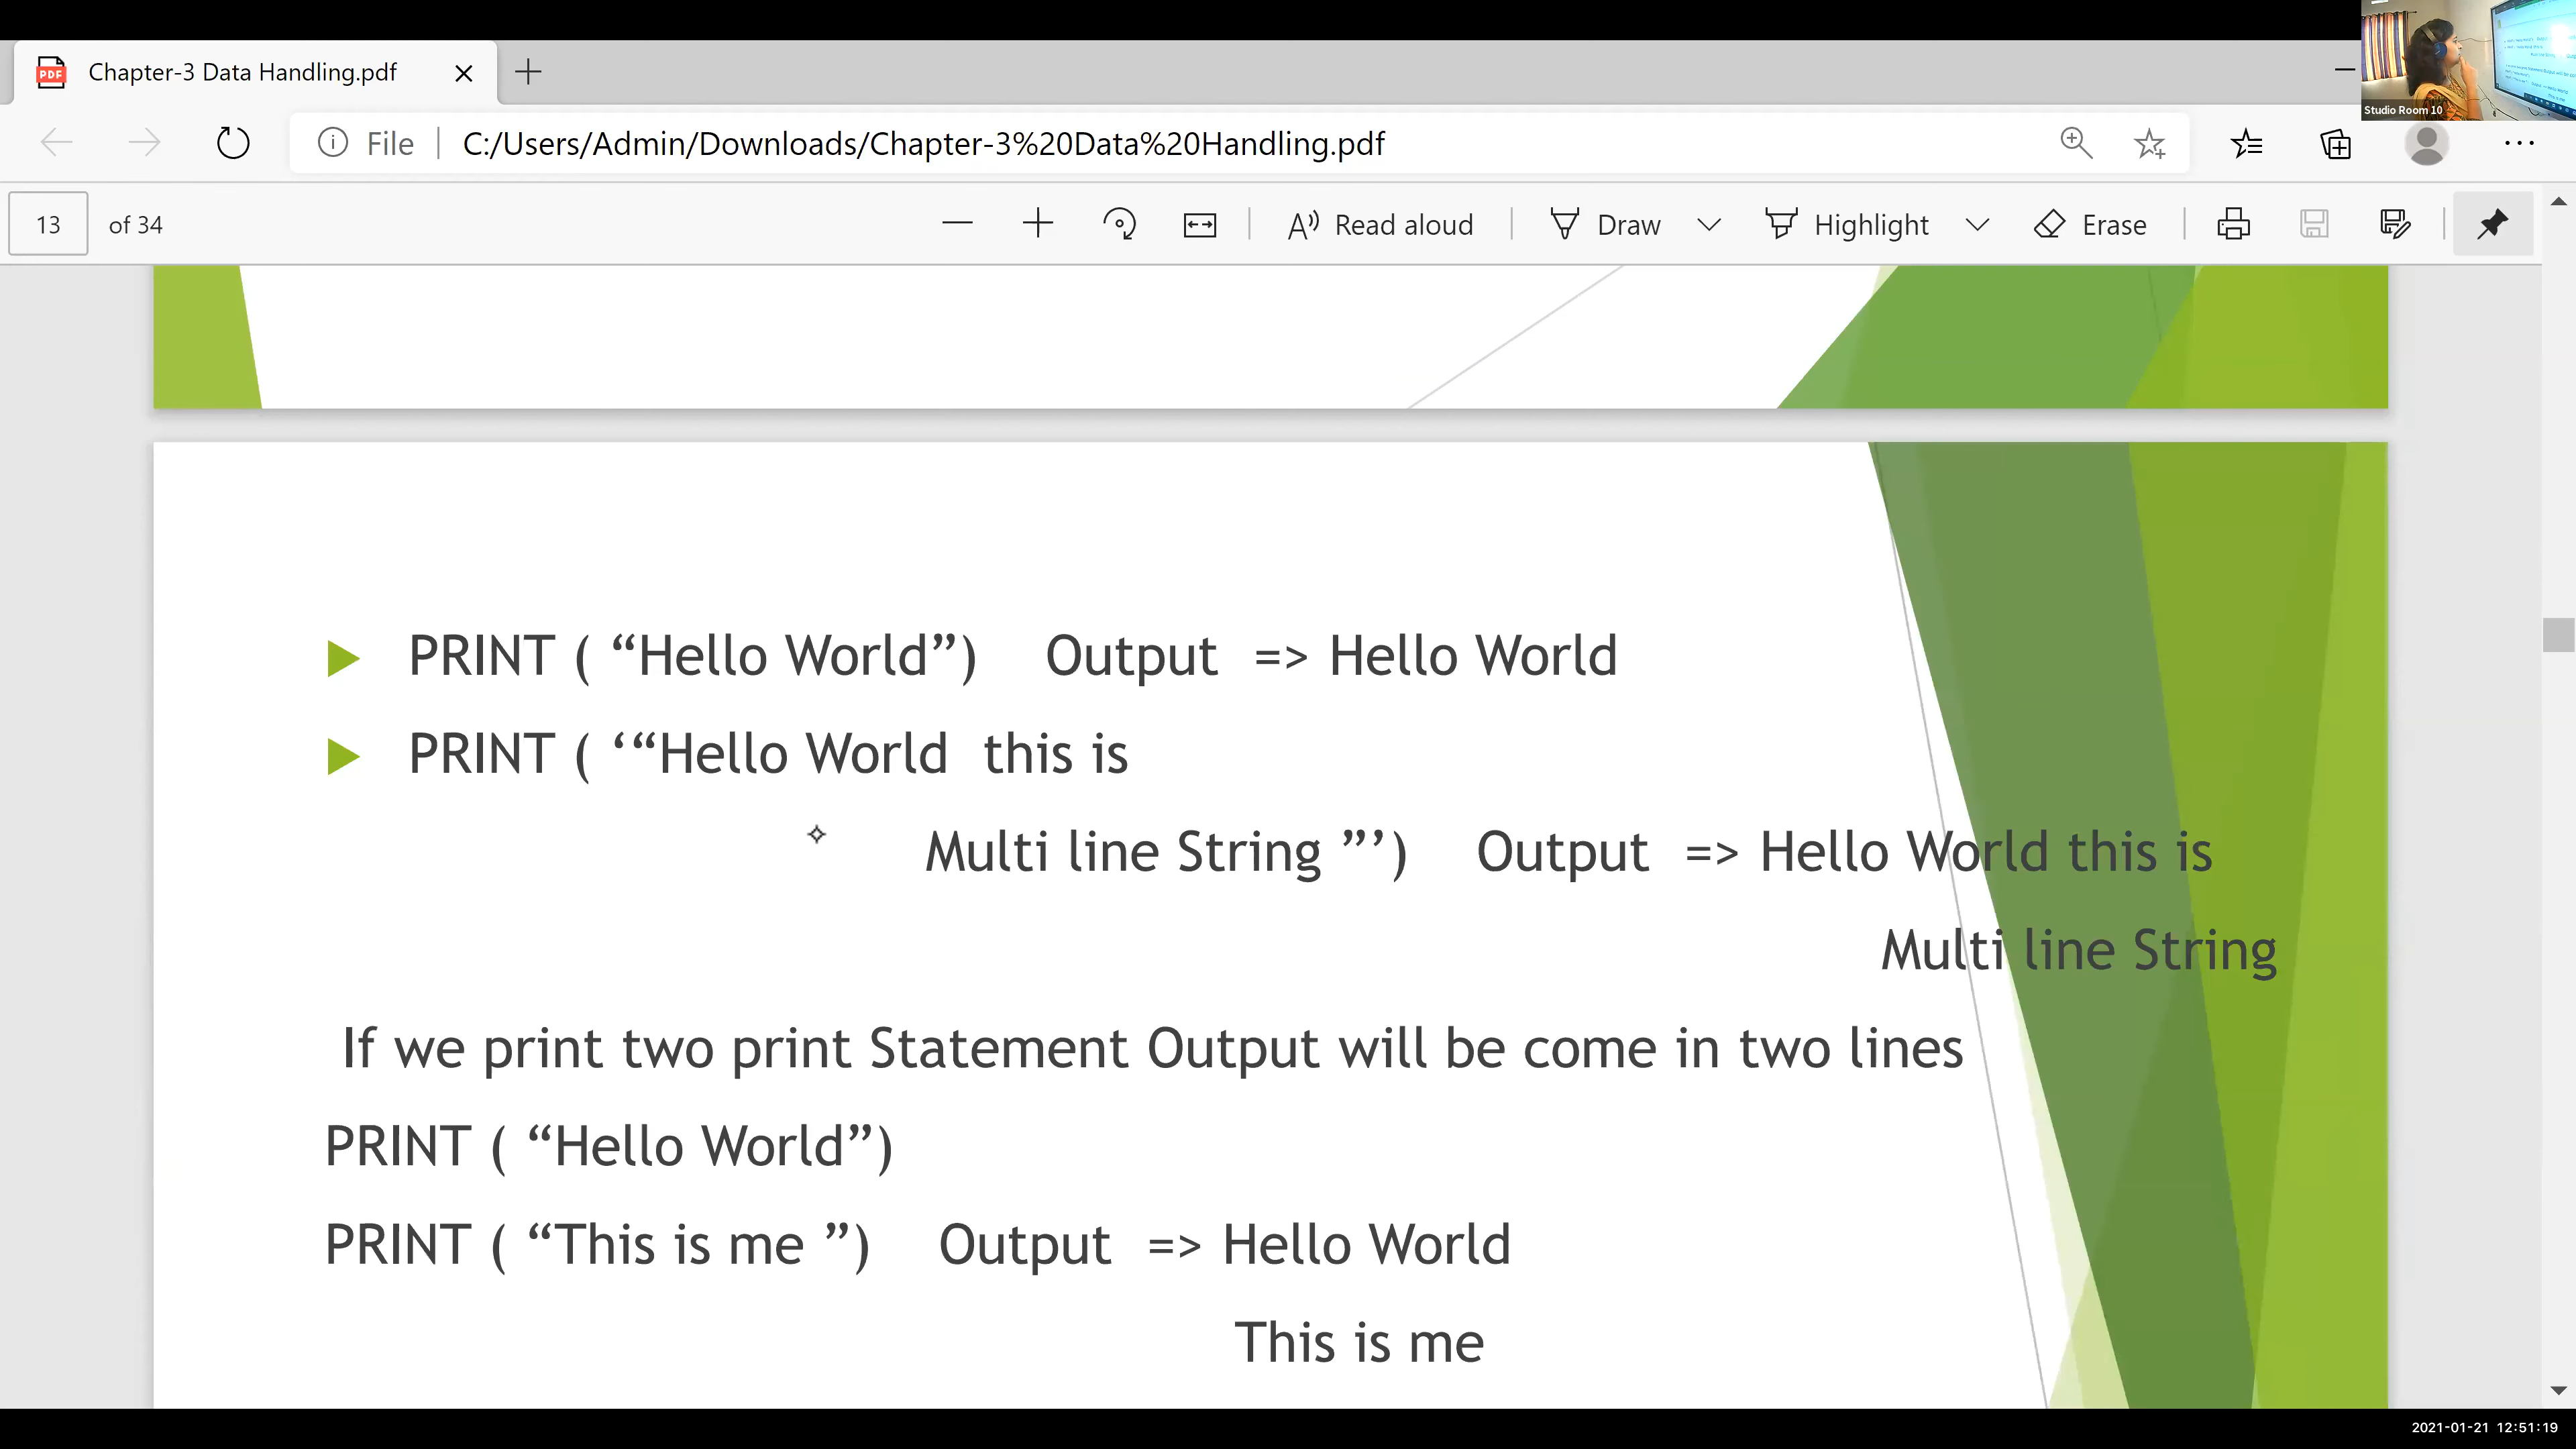 Chapter-3 Data Handling.pdf
Studio Room 10
File C:/Users/Admin/Downloads/Chapter-3%20Data%20Handling.pdf
13 of 34 Read aloud Draw Highlight Erase
PRINT ( “Hello World”) Output => Hello World
PRINT ( ‘“Hello World this is
Multi line String ”’) Output => Hello World this is
Multi line String
If we print two print Statement Output will be come in two lines
PRINT ( “Hello World”)
PRINT ( “This is me ”) Output => Hello World
This is me
2021-01-21 12:51:19